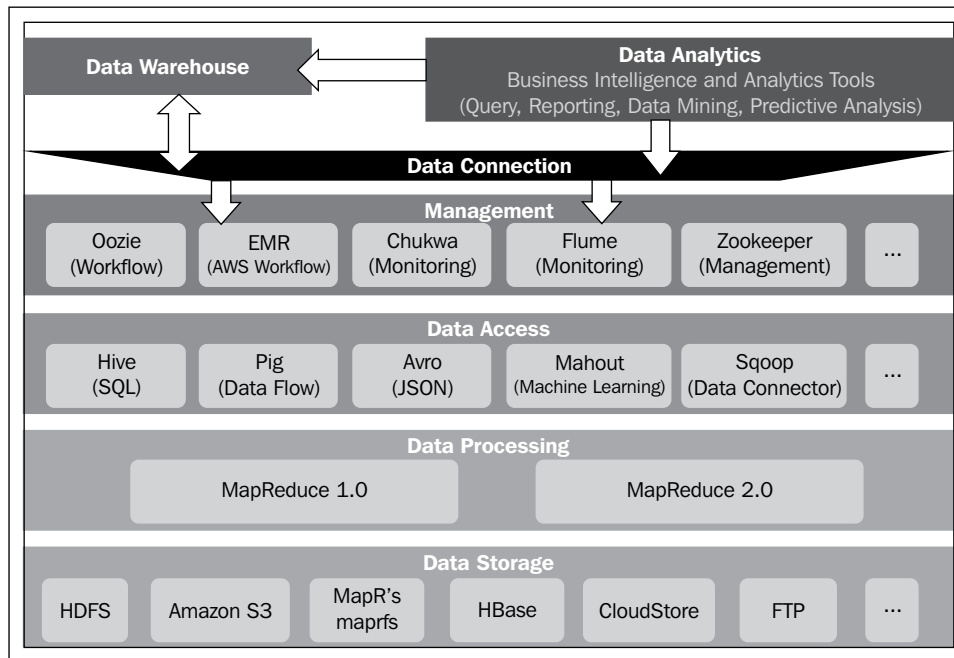 Data Warehouse
Data Analytics
Business Intelligence and Analytics Tools
(Query, Reporting, Data Mining, Predictive Analysis)
Data Connection
Management
Oozie
(Workflow)
EMR
(AWS Workflow)
Chukwa
(Monitoring)
Flume
(Monitoring)
Zookeeper
(Management)
...
Data Access
Hive
(SQL)
Pig
(Data Flow)
Avro
(JSON)
Mahout
(Machine Learning)
Sqoop
(Data Connector)
...
Data Processing
MapReduce 1.0
MapReduce 2.0
Data Storage
HDFS
Amazon S3
MapR's
maprfs
HBase
CloudStore
FTP
...